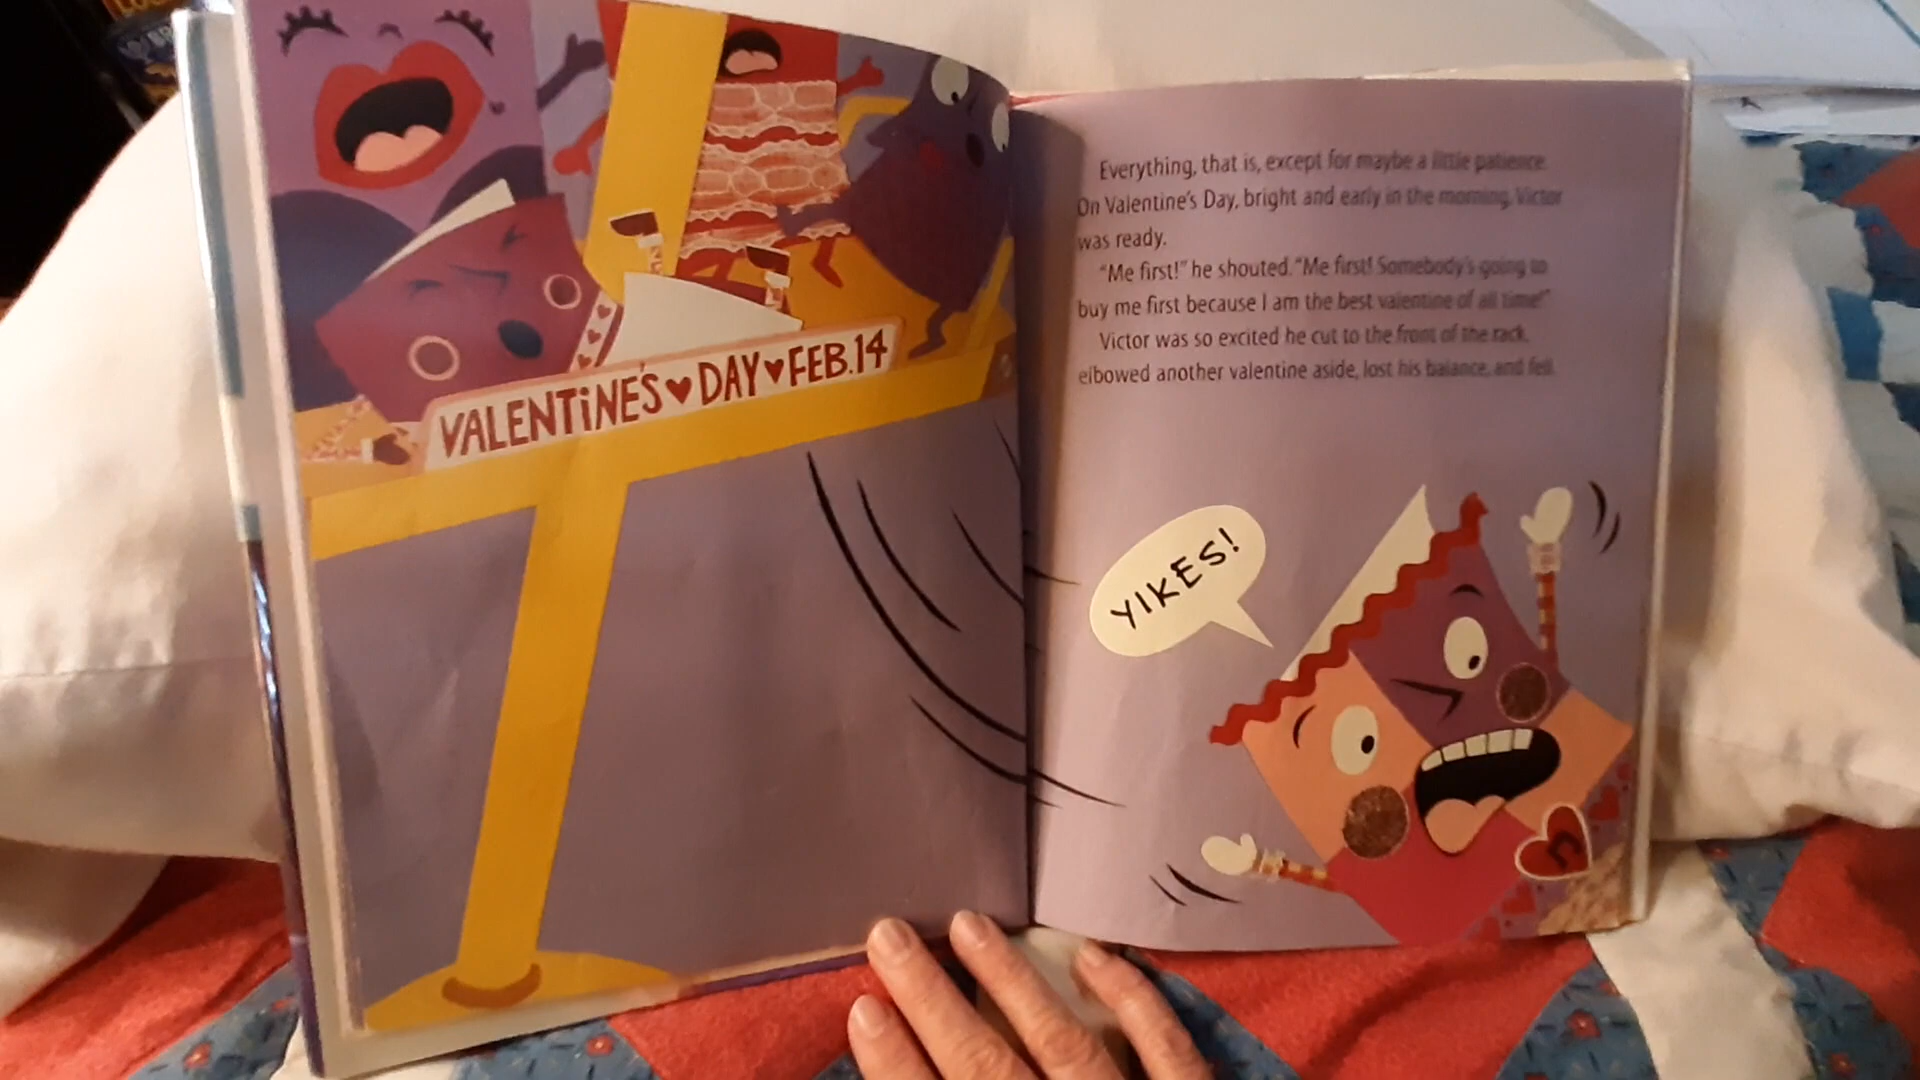 VALENTINE'S ♥ DAY ♥ FEB. 14
Everything, that is, except for maybe a little patience.
On Valentine's Day, bright and early in the morning, Victor
was ready.
"Me first!" he shouted. "Me first! Somebody's going to
buy me first because I am the best valentine of all time!"
Victor was so excited he cut to the front of the rack,
elbowed another valentine aside, lost his balance, and fell.
YIKES!